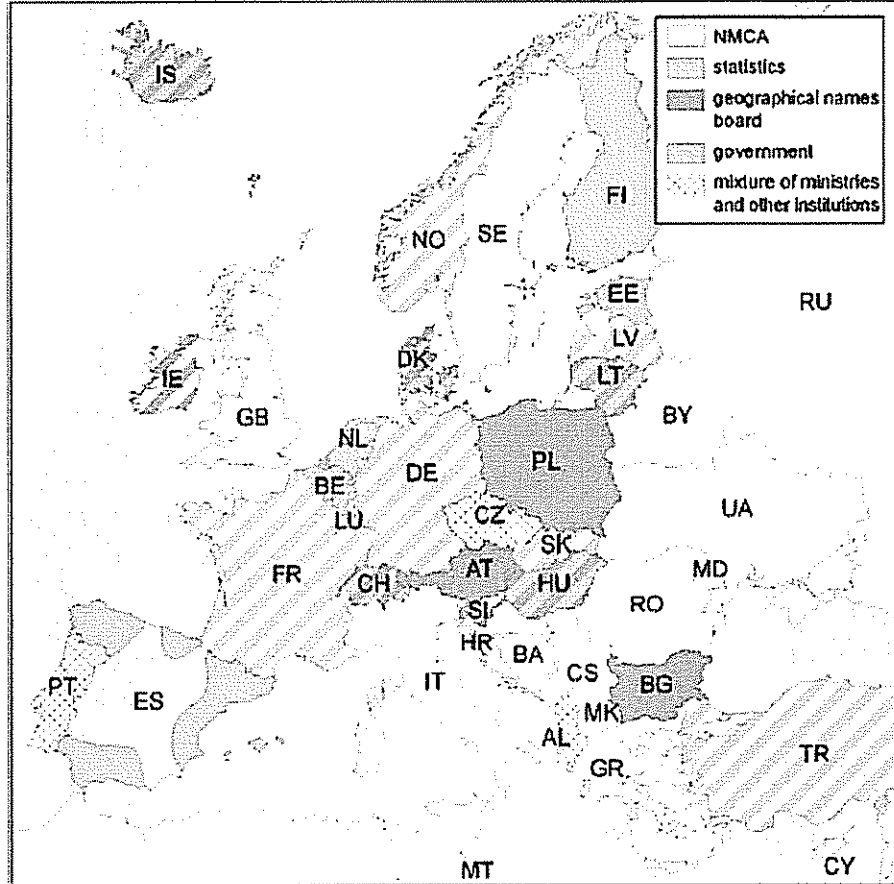 NMCA
statistics
geographical names
board
government
mixture of ministries
and other institutions
IS
FI
NO
SE
EE
RU
LV
DK
LT
IE
GB
BY
NL
DE
PL
BE
CZ
UA
LU
SK
FR
CH
AT
HU
MD
RO
SI
HR
BA
IT
CS
BG
PT
ES
MK
AL
GR
TR
MT
CY